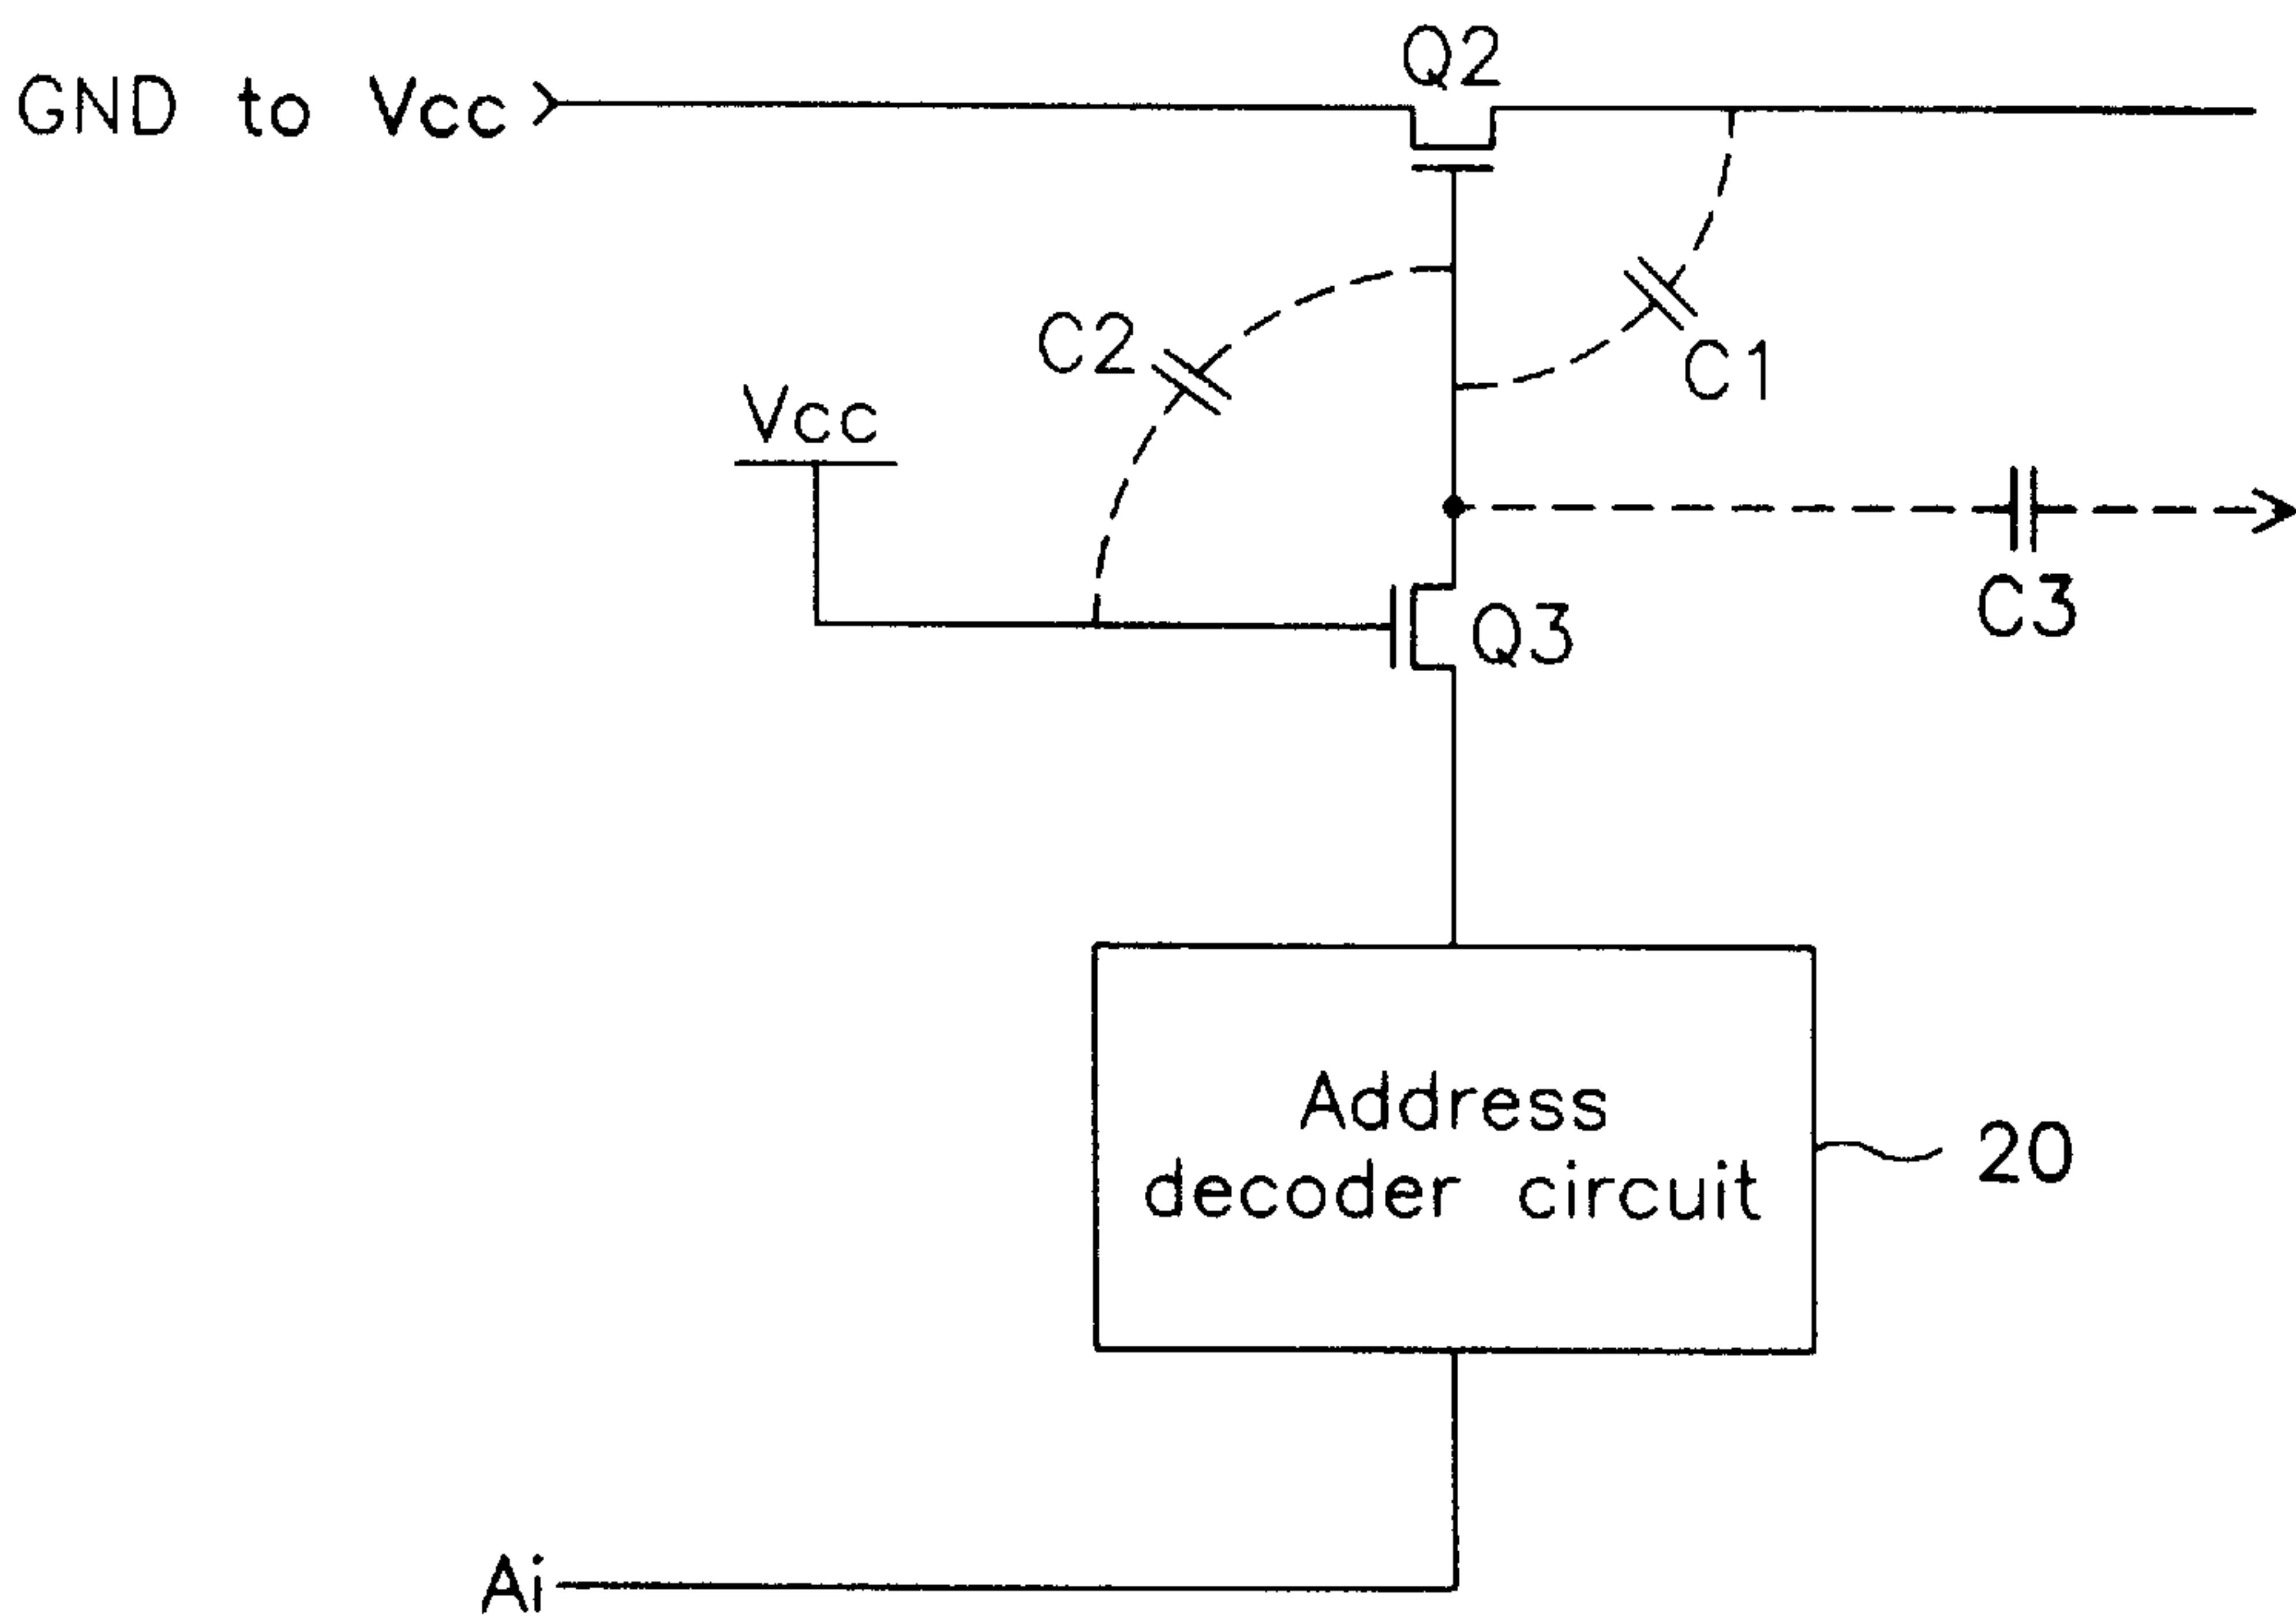 Q2
GND to Vcc
C2
C1
Vcc
C3
Q3
Address
decoder circuit
20
Ai